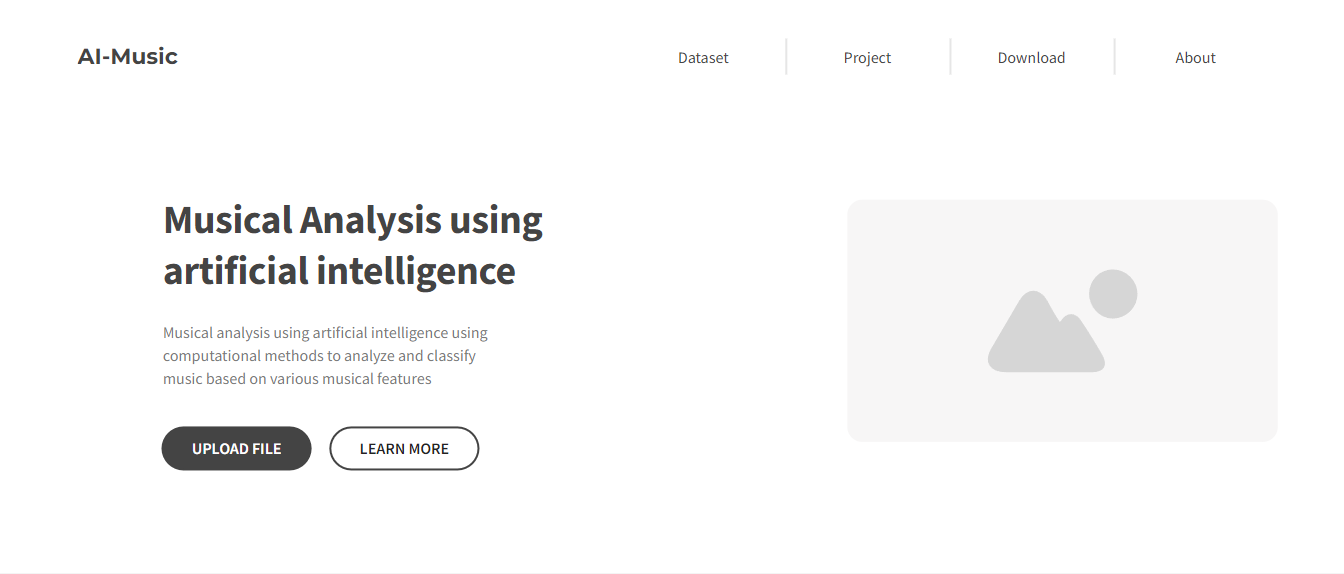 AI-Music
Dataset
Project
Download
About
Musical Analysis using
artificial intelligence
Musical analysis using artificial intelligence using
computational methods to analyze and classify
music based on various musical features
UPLOAD FILE
LEARN MORE